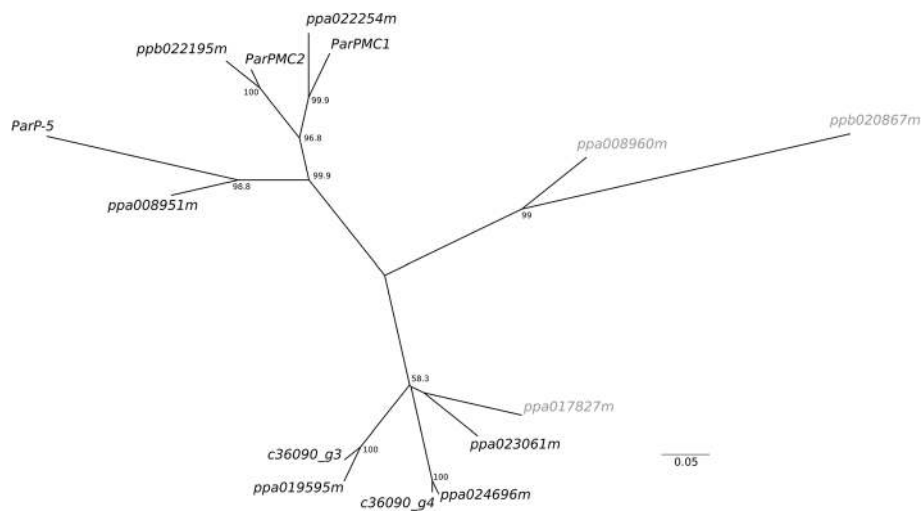 ppa022254m
ParPMC1
ppb022195m
ParPMC2
100
99.9
ParP-5
96.8
ppb020867m
ppa008960m
99.9
98.8
ppa008951m
99
58.3
ppa017827m
ppa023061m
c36090_g3
100
0.05
ppa019595m
100
ppa024696m
c36090_g4